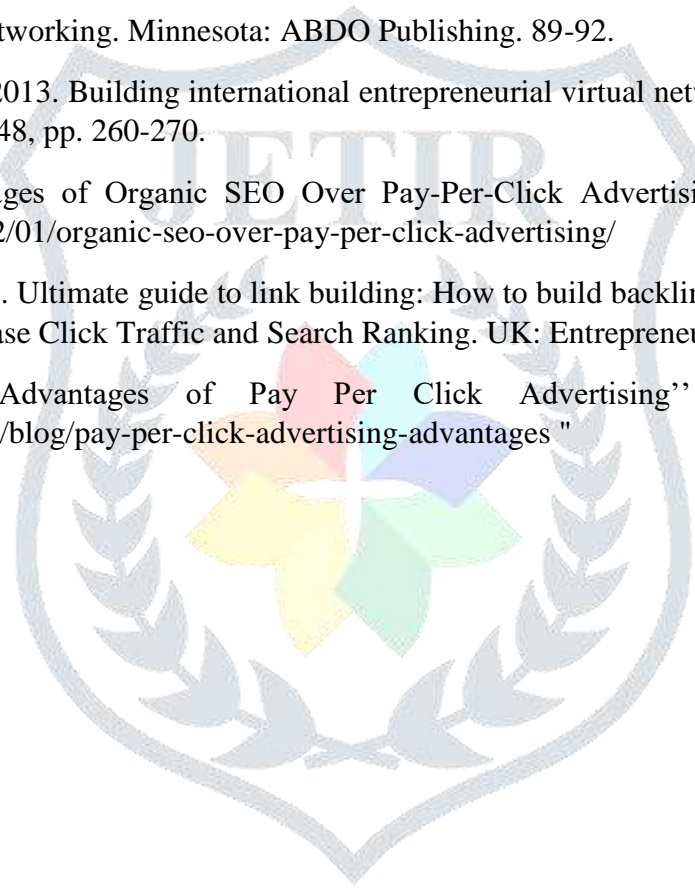 tworking. Minnesota: ABDO Publishing. 89-92.
2013. Building international entrepreneurial virtual netw
48, pp. 260-270.
JETIR
ges of Organic SEO Over Pay-Per-Click Advertisi
2/01/organic-seo-over-pay-per-click-advertising/
. Ultimate guide to link building: How to build backlin
ase Click Traffic and Search Ranking. UK: Entrepreneu
Advantages of Pay Per Click Advertising’’
/blog/pay-per-click-advertising-advantages "